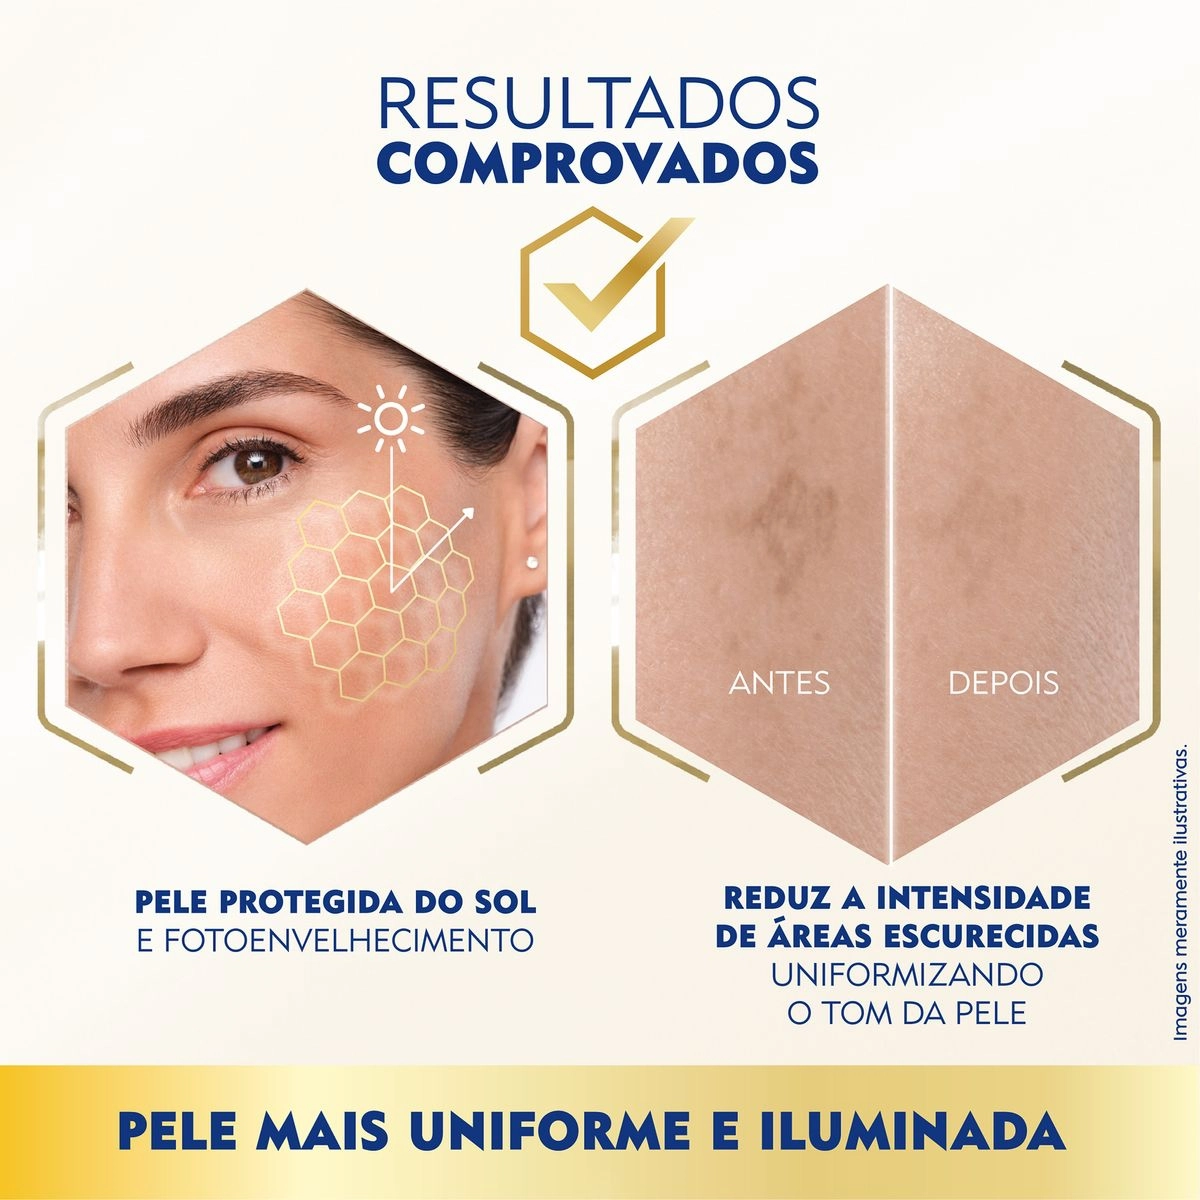 RESULTADOS
COMPROVADOS
ANTES
DEPOIS
PELE PROTEGIDA DO SOL
E FOTOENVELHECIMENTO
REDUZ A INTENSIDADE
DE ÁREAS ESCURECIDAS
UNIFORMIZANDO
O TOM DA PELE
Imagens meramente ilustrativas.
PELE MAIS UNIFORME E ILUMINADA